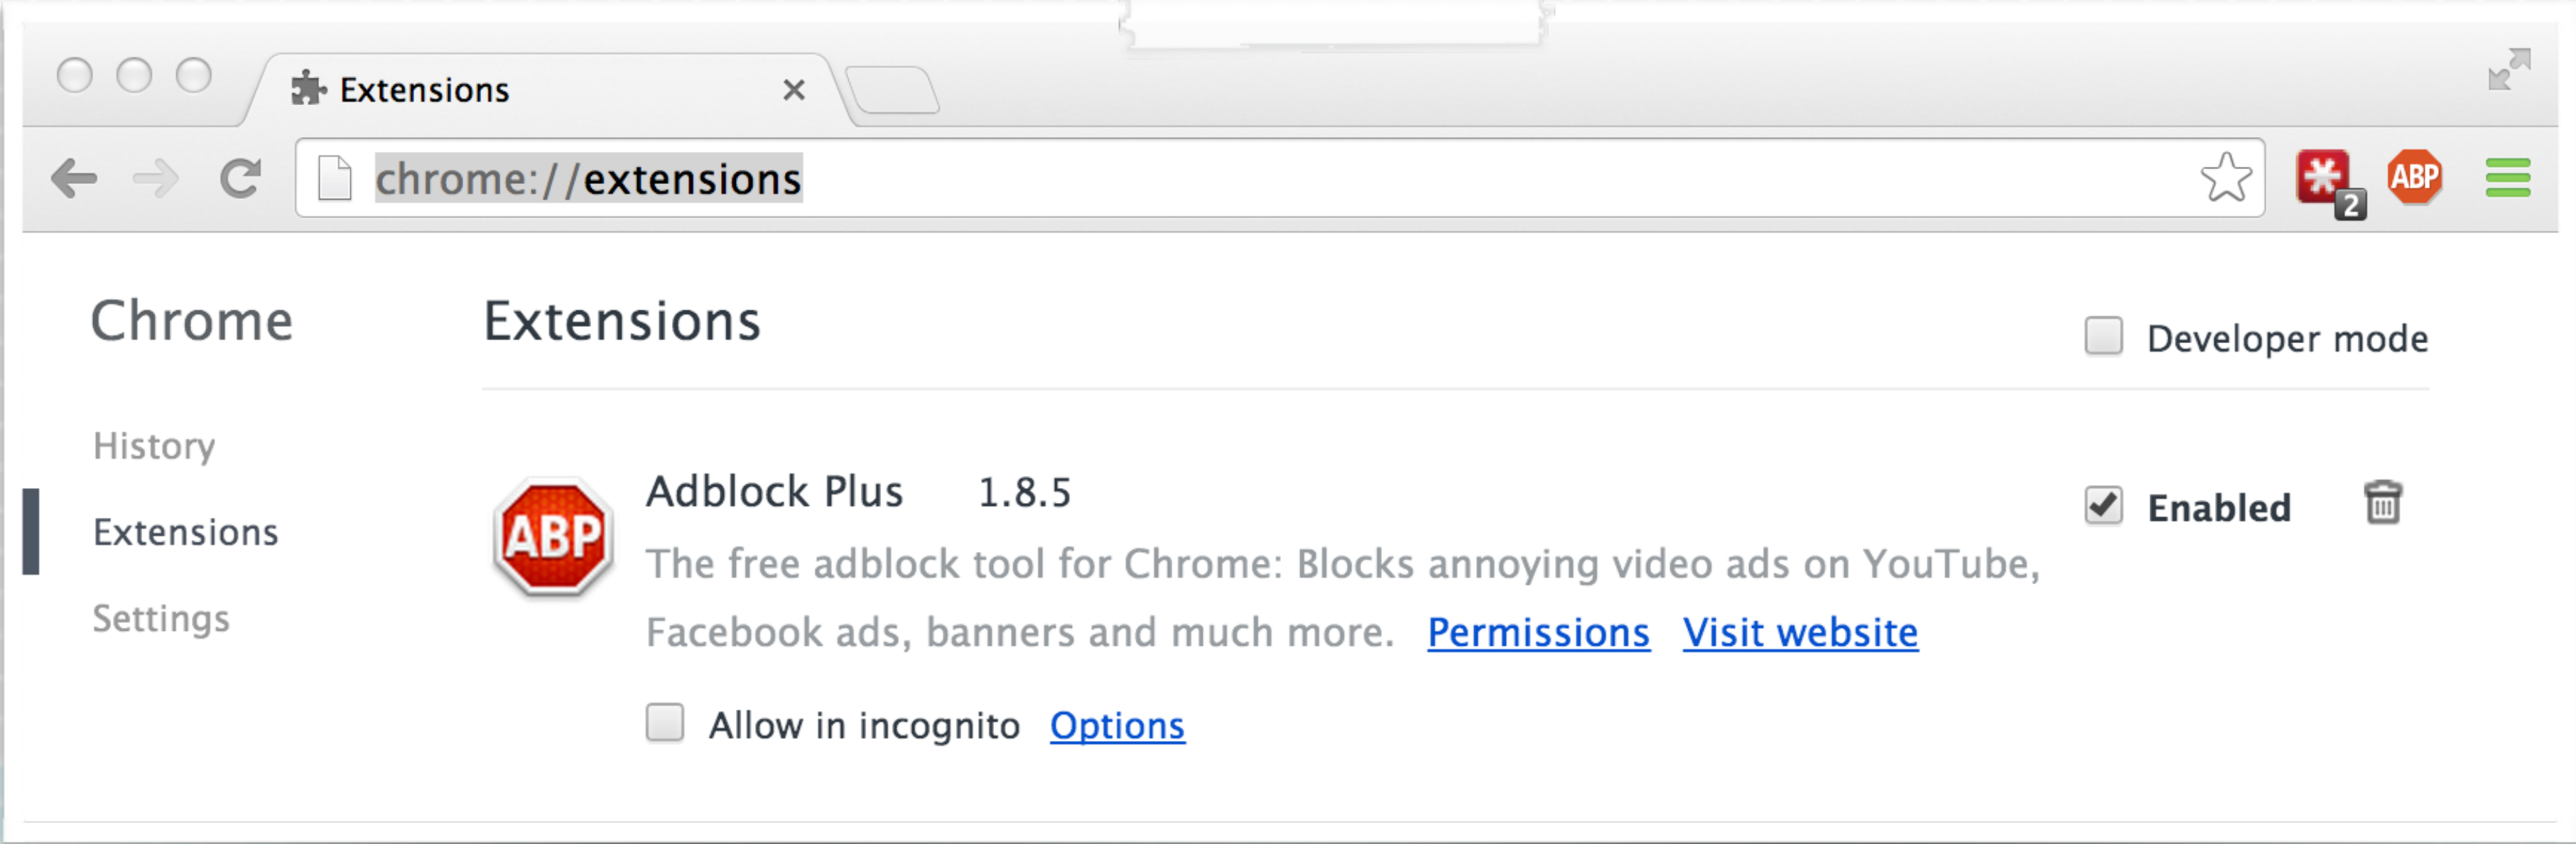 Extensions
chrome://extensions
2
ABP
Chrome
Extensions
Developer mode
History
Extensions
Settings
ABP
Adblock Plus 1.8.5
Enabled
The free adblock tool for Chrome: Blocks annoying video ads on YouTube,
Facebook ads, banners and much more. Permissions Visit website
Allow in incognito Options